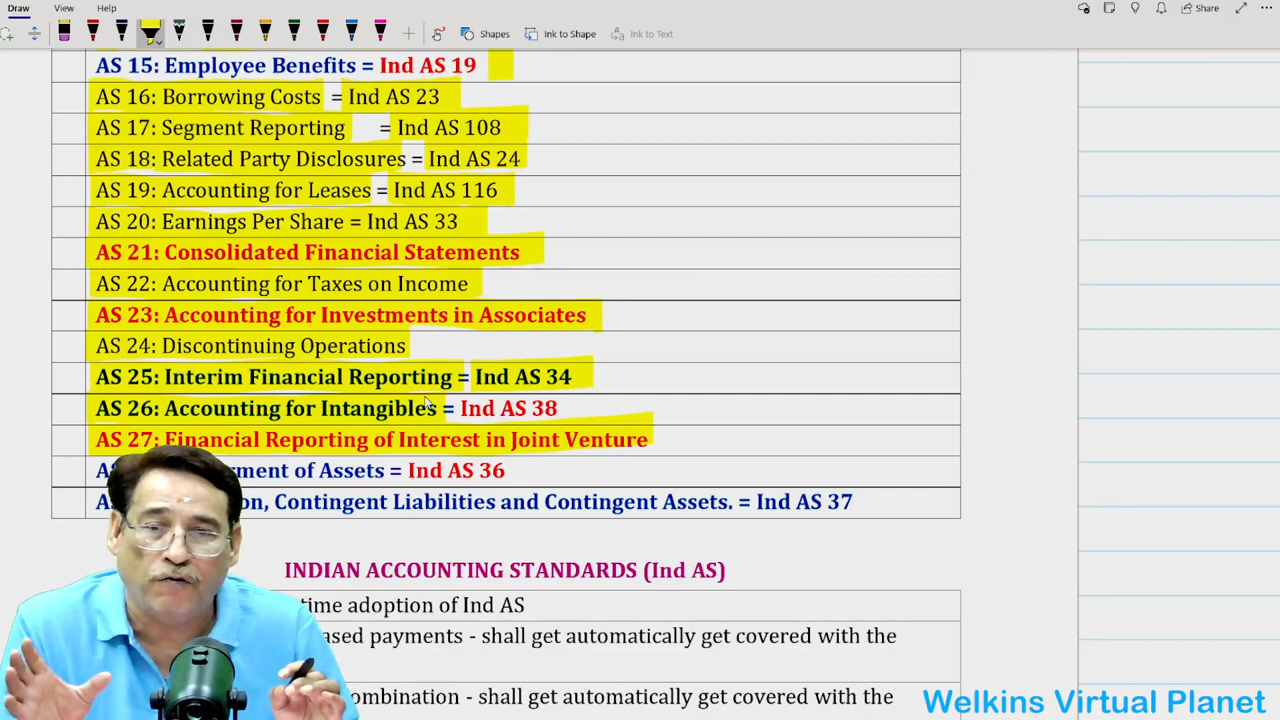 Draw View Help
Shapes Ink to Shape Ink to Text Share
AS 15: Employee Benefits = Ind AS 19
AS 16: Borrowing Costs = Ind AS 23
AS 17: Segment Reporting = Ind AS 108
AS 18: Related Party Disclosures = Ind AS 24
AS 19: Accounting for Leases = Ind AS 116
AS 20: Earnings Per Share = Ind AS 33
AS 21: Consolidated Financial Statements
AS 22: Accounting for Taxes on Income
AS 23: Accounting for Investments in Associates
AS 24: Discontinuing Operations
AS 25: Interim Financial Reporting = Ind AS 34
AS 26: Accounting for Intangibles = Ind AS 38
AS 27: Financial Reporting of Interest in Joint Venture
of Assets = Ind AS 36
Contingent Liabilities and Contingent Assets. = Ind AS 37
INDIAN ACCOUNTING STANDARDS (Ind AS)
time adoption of Ind AS
payments - shall get automatically get covered with the
- shall get automatically get covered with the
Welkins Virtual Planet